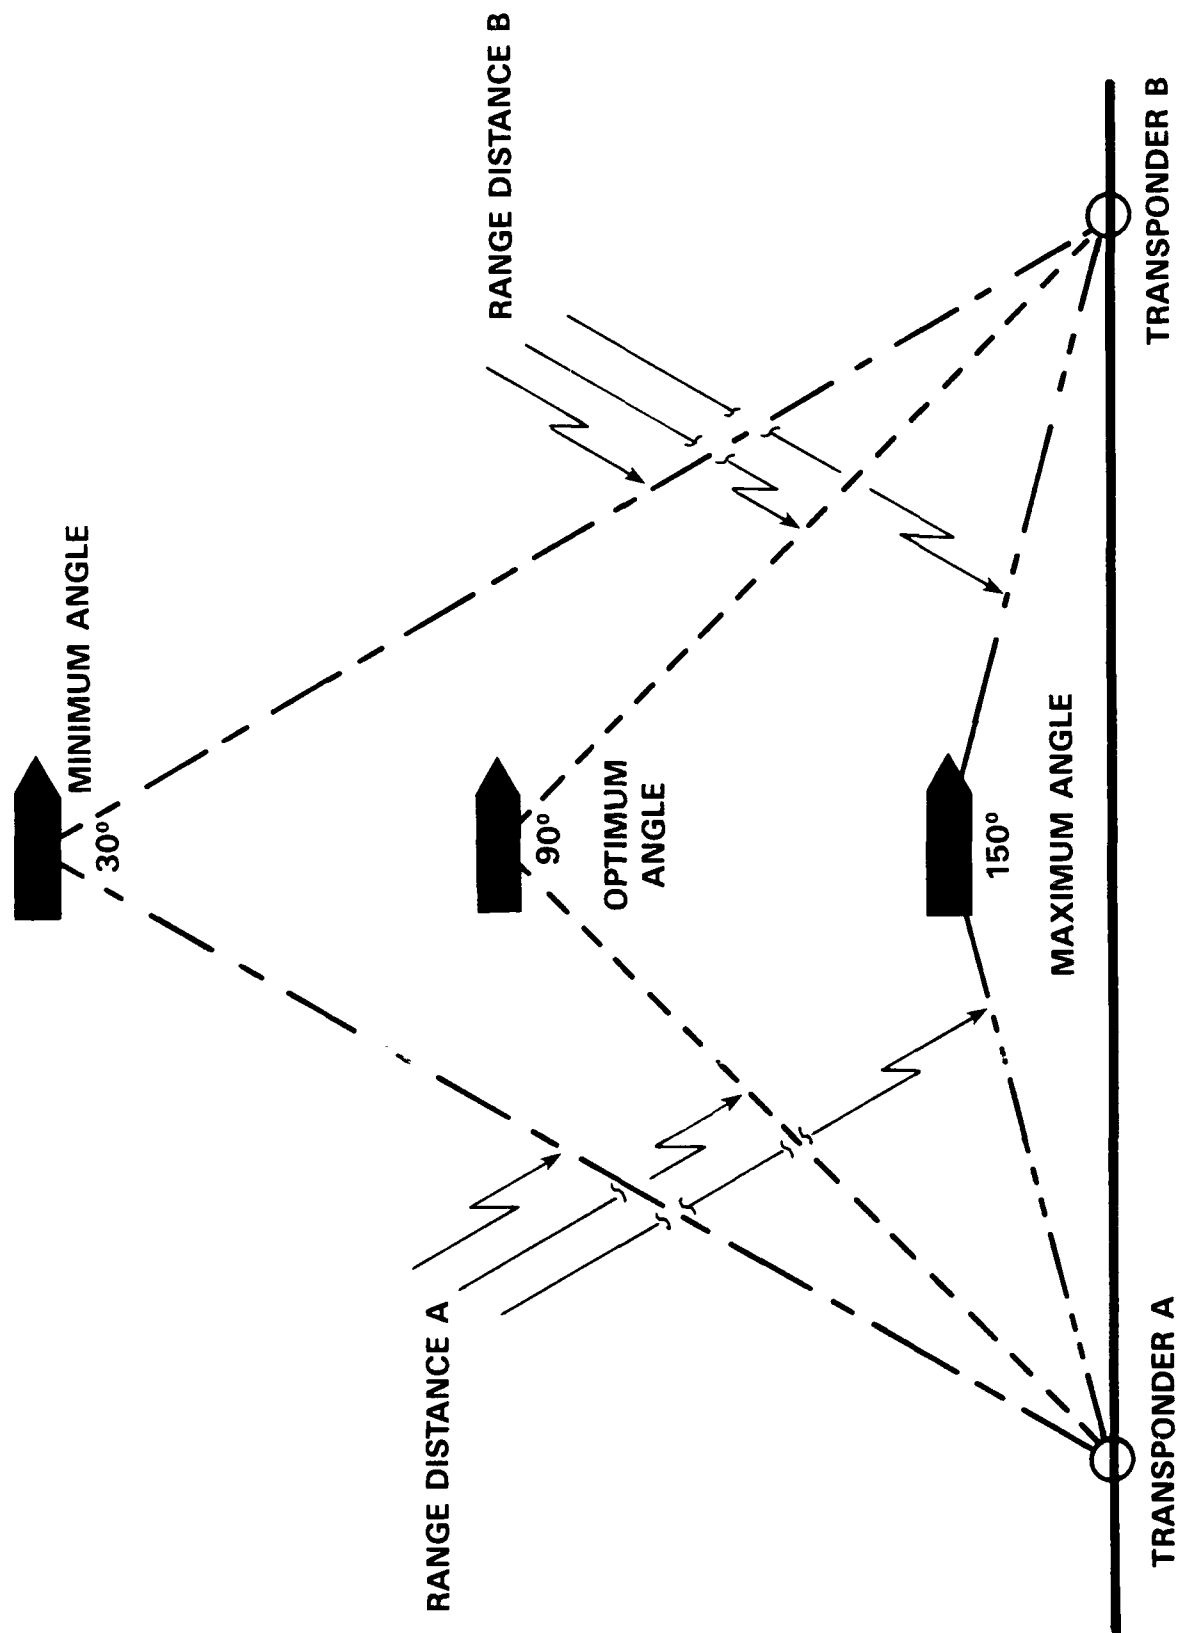 MINIMUM ANGLE
30°
RANGE DISTANCE A
RANGE DISTANCE B
90°
OPTIMUM
ANGLE
150°
MAXIMUM ANGLE
TRANSPONDER A
TRANSPONDER B